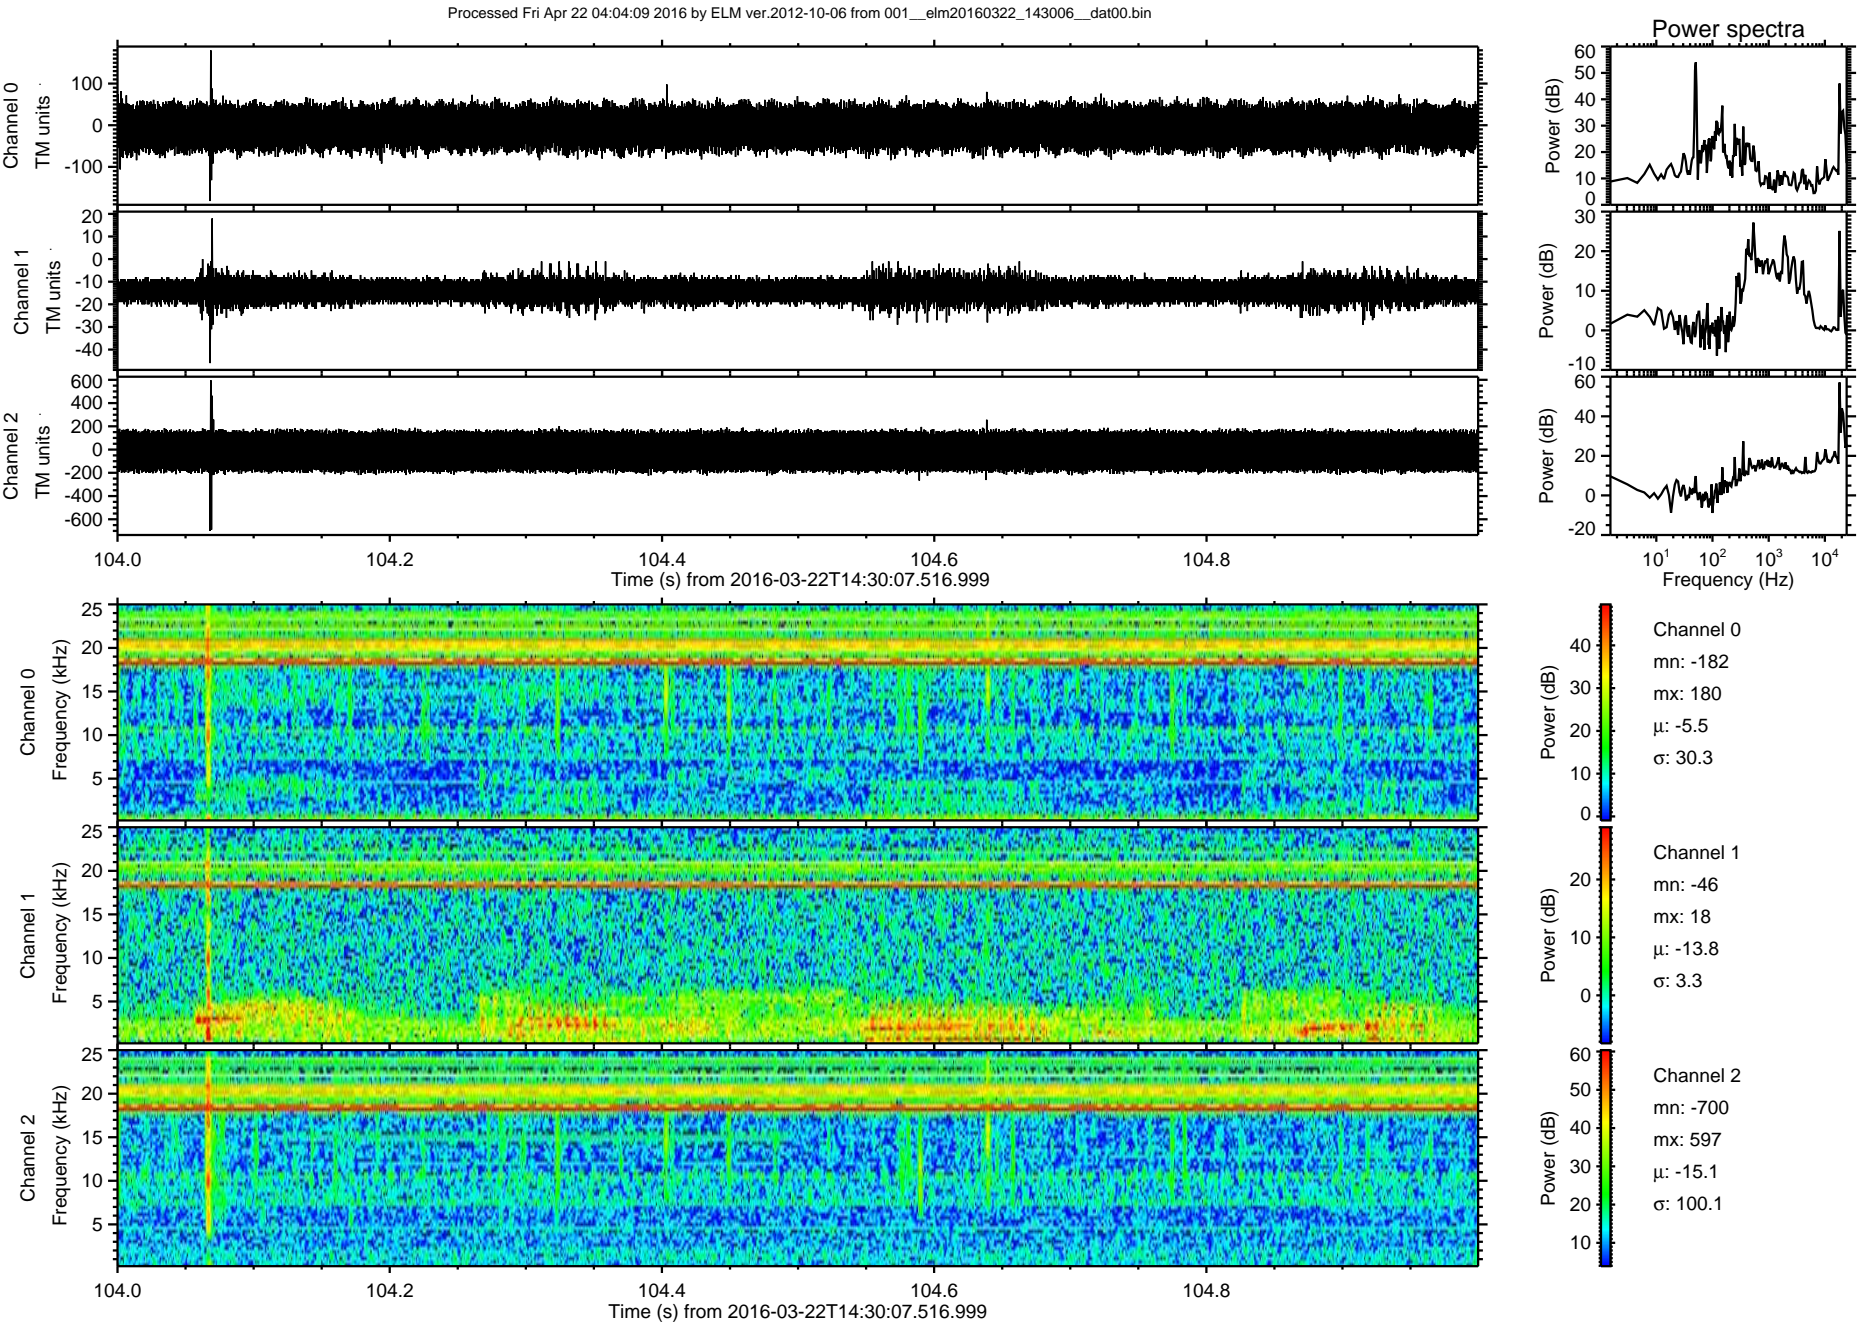 Processed Fri Apr 22 04:04:09 2016 by ELM ver.2012-10-06 from 001__elm20160322_143006__dat00.bin
Power spectra
Channel 0
TM units
100
0
-100
Power (dB)
60
50
40
30
20
10
0
Channel 1
TM units
20
10
0
-10
-20
-30
-40
Power (dB)
30
20
10
0
-10
Channel 2
TM units
600
400
200
0
-200
-400
-600
Power (dB)
60
40
20
0
-20
104.0 104.2 104.4 104.6 104.8
Time (s) from 2016-03-22T14:30:07.516.999
10¹ 10² 10³ 10⁴
Frequency (Hz)
Channel 0
Frequency (kHz)
25
20
15
10
5
Power (dB)
40
30
20
10
0
Channel 0
mn: -182
mx: 180
μ: -5.5
σ: 30.3
Channel 1
Frequency (kHz)
25
20
15
10
5
Power (dB)
20
10
0
Channel 1
mn: -46
mx: 18
μ: -13.8
σ: 3.3
Channel 2
Frequency (kHz)
25
20
15
10
5
Power (dB)
60
50
40
30
20
10
Channel 2
mn: -700
mx: 597
μ: -15.1
σ: 100.1
104.0 104.2 104.4 104.6 104.8
Time (s) from 2016-03-22T14:30:07.516.999